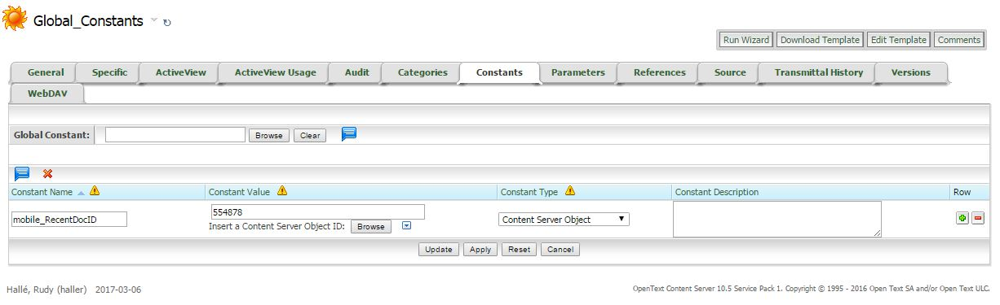 Global_Constants
Run Wizard Download Template Edit Template Comments
General Specific ActiveView ActiveView Usage Audit Categories Constants Parameters References Source Transmittal History Versions
WebDAV
Global Constant: Browse Clear
Constant Name Constant Value Constant Type Constant Description Row
mobile_RecentDocID 554878 Content Server Object
Insert a Content Server Object ID: Browse
Update Apply Reset Cancel
Hallé, Rudy (haller) 2017-03-06 OpenText Content Server 10.5 Service Pack 1. Copyright © 1995 - 2016 Open Text SA and/or Open Text ULC.